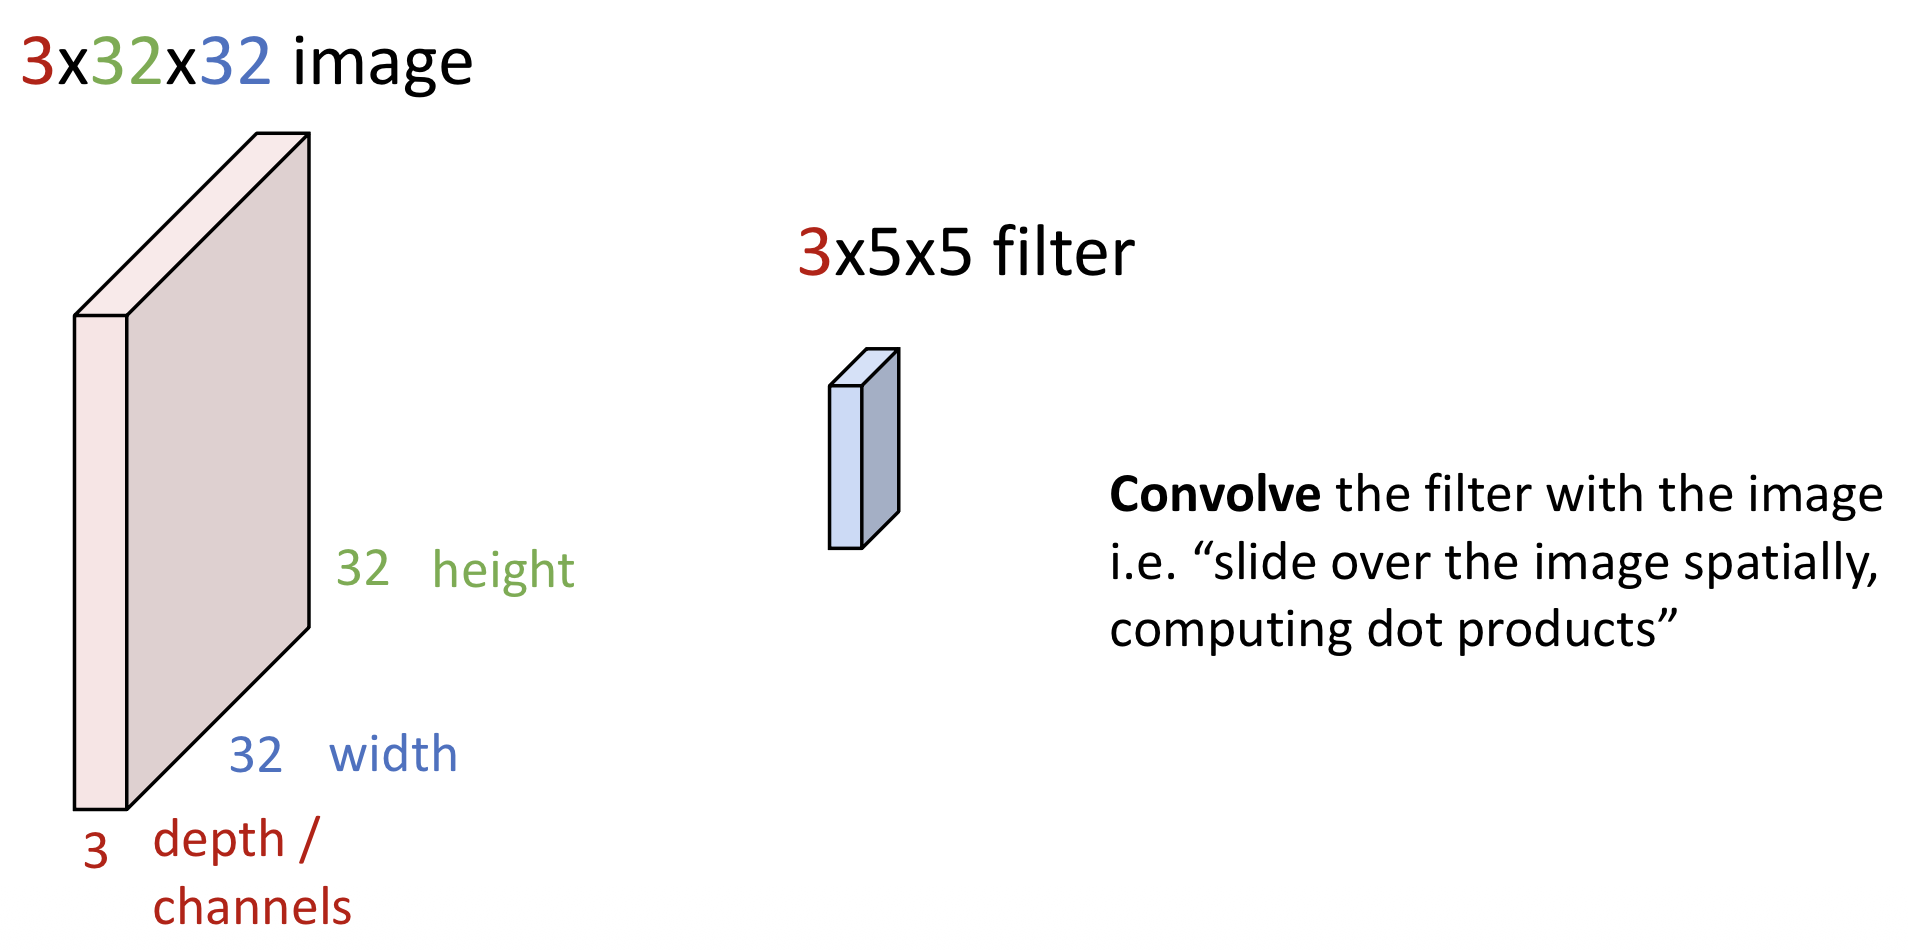 3x32x32 image
3x5x5 filter
Convolve the filter with the image
i.e. “slide over the image spatially,
computing dot products”
32 height
32 width
3 depth /
channels